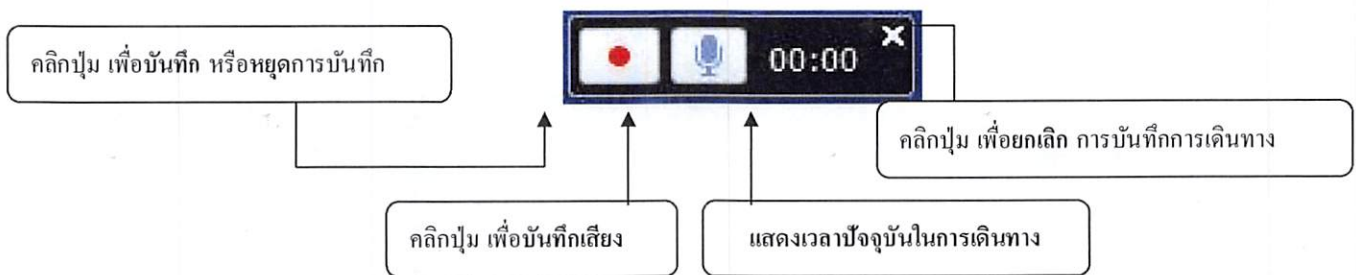 00:00
คลิกปุ่ม เพื่อบันทึก หรือหยุดการบันทึก
คลิกปุ่ม เพื่อยกเลิก การบันทึกการเดินทาง
คลิกปุ่ม เพื่อบันทึกเสียง
แสดงเวลาปัจจุบันในการเดินทาง